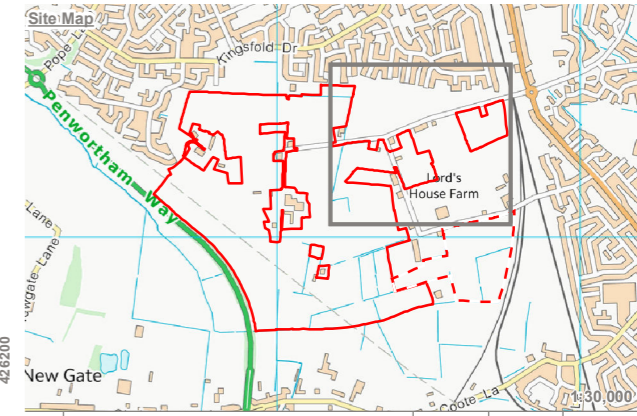 Site Map
Kingsfold Dr
Pope L
Penwortham Way
Lord's
House Farm
Lane
wgate Lane
426200
New Gate
Coote La
1:30,000